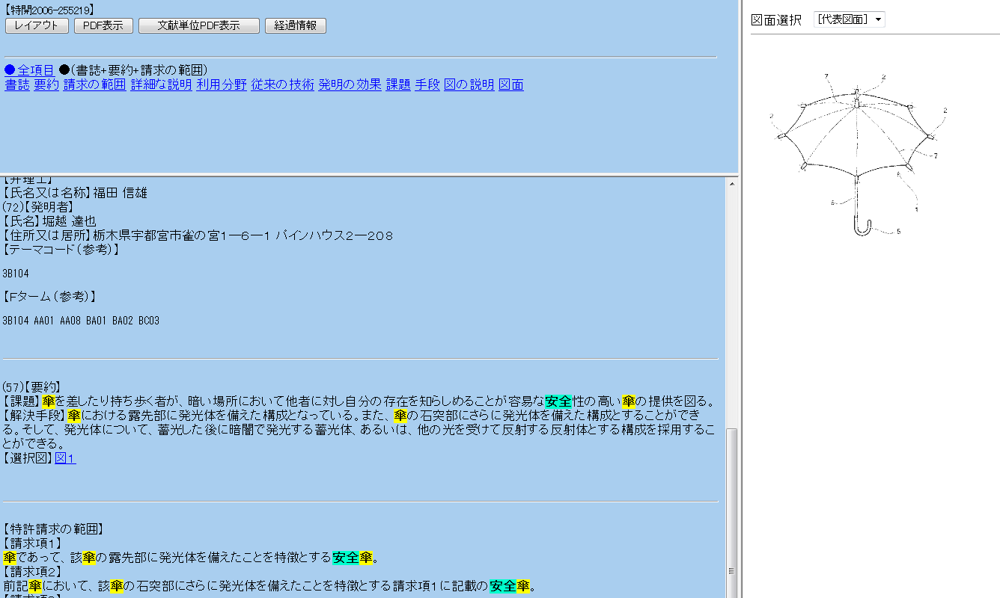 【特開2006-255219】
レイアウト PDF表示 文献単位PDF表示 経過情報
●全項目 ●(書誌+要約+請求の範囲)
書誌 要約 請求の範囲 詳細な説明 利用分野 従来の技術 発明の効果 課題 手段 図の説明 図面
【弁理士】
【氏名又は名称】福田 信雄
(72)【発明者】
【氏名】堀越 達也
【住所又は居所】栃木県宇都宮市雀の宮1－6－1 パインハウス2－208
【テーマコード(参考)】
3B104
【Fターム(参考)】
3B104 AA01 AA08 BA01 BA02 BC03
(57)【要約】
【課題】傘を差したり持ち歩く者が、暗い場所において他者に対し自分の存在を知らしめることが容易な安全性の高い傘の提供を図る。
【解決手段】傘における露先部に発光体を備えた構成となっている。また、傘の石突部にさらに発光体を備えた構成とすることができ
る。そして、発光体について、蓄光した後に暗闇で発光する蓄光体、あるいは、他の光を受けて反射する反射体とする構成を採用するこ
とができる。
【選択図】図1
【特許請求の範囲】
【請求項1】
傘であって、該傘の露先部に発光体を備えたことを特徴とする安全傘。
【請求項2】
前記傘において、該傘の石突部にさらに発光体を備えたことを特徴とする請求項1に記載の安全傘。
図面選択 [代表図面]
7 2
2 2
7
6
1
5